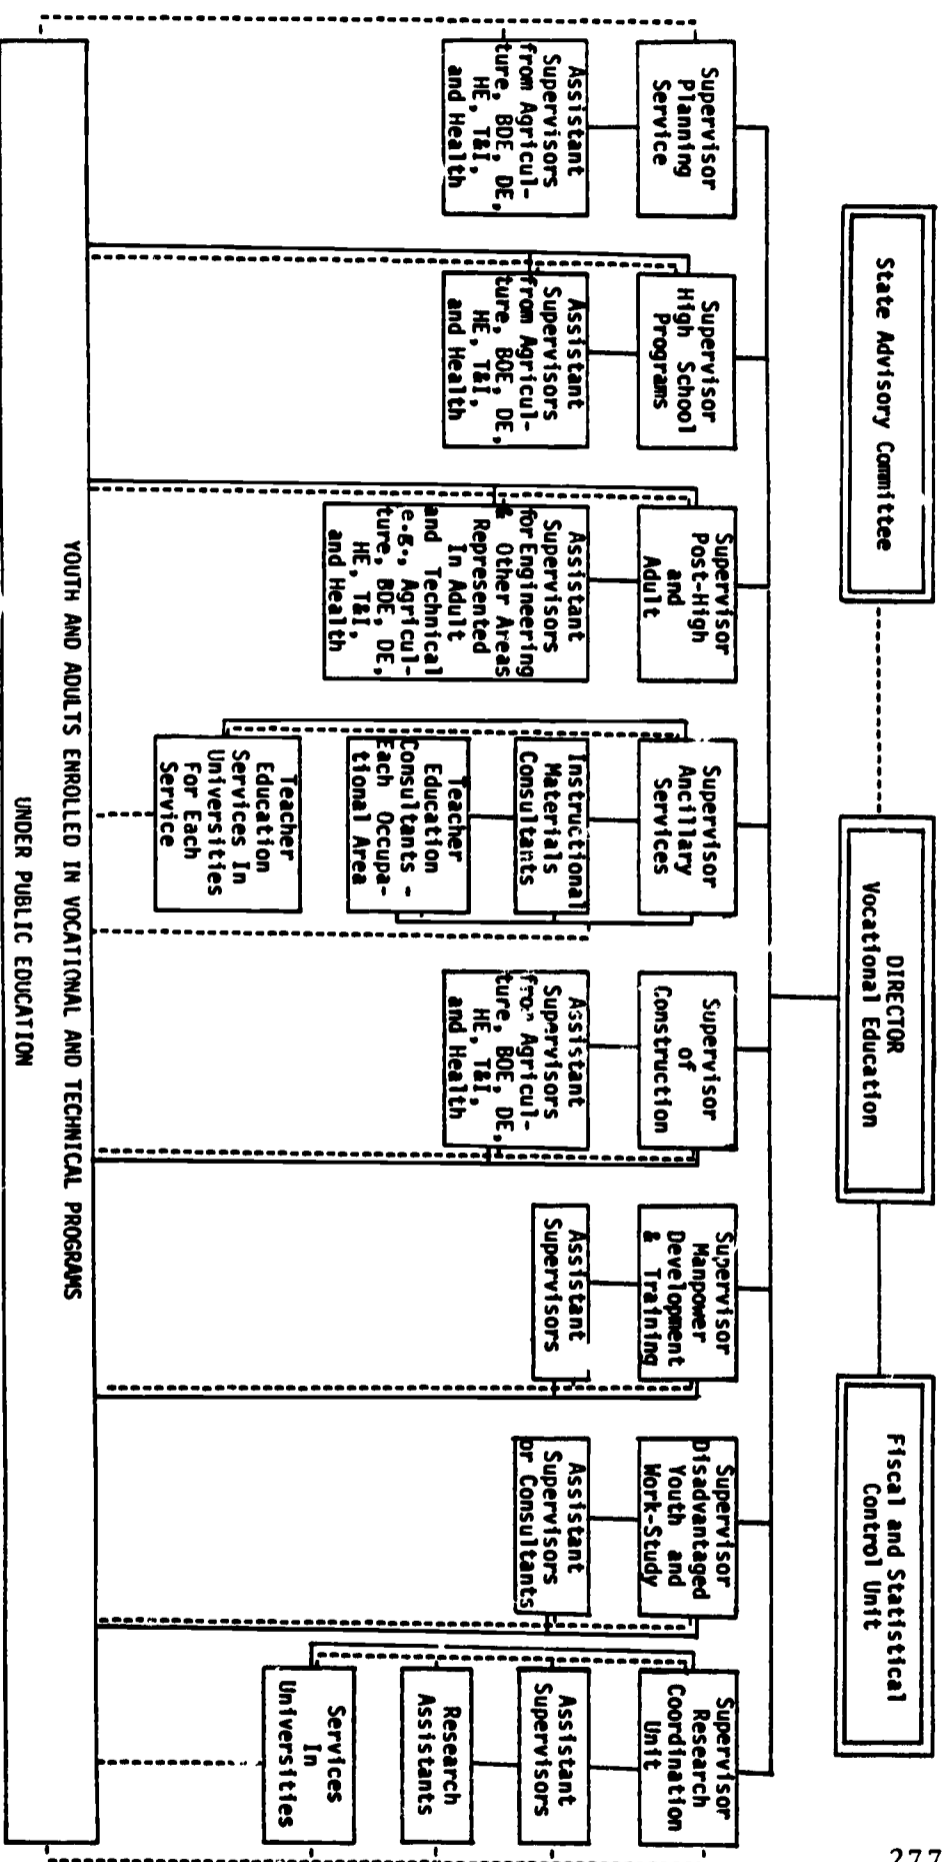 277
State Advisory Committee
DIRECTOR
Vocational Education
Fiscal and Statistical
Control Unit
Supervisor
Planning
Service
Supervisor
High School
Programs
Supervisor
Post-High
and
Adult
Supervisor
Ancillary
Services
Supervisor
of
Construction
Supervisor
Manpower
Development
& Training
Supervisor
Disadvantaged
Youth and
Work-Study
Supervisor
Research
Coordination
Unit
Assistant
Supervisors
from Agricul-
ture, BDE, DE,
HE, T&I,
and Health
Assistant
Supervisors
from Agricul-
ture, BOE, DE,
HE, T&I,
and Health
Assistant
Supervisors
for Engineering
& Other Areas
Represented
In Adult
and Technical
e.g., Agricul-
ture, BDE, DE,
HE, T&I,
and Health
Instructional
Materials
Consultants
Teacher
Education
Consultants -
Each Occupa-
tional Area
Teacher
Education
Services In
Universities
For Each
Service
Assistant
Supervisors
from Agricul-
ture, BOE, DE,
HE, T&I,
and Health
Assistant
Supervisors
Assistant
Supervisors
or Consultants
Assistant
Supervisors
Research
Assistants
Services
In
Universities
YOUTH AND ADULTS ENROLLED IN VOCATIONAL AND TECHNICAL PROGRAMS
UNDER PUBLIC EDUCATION